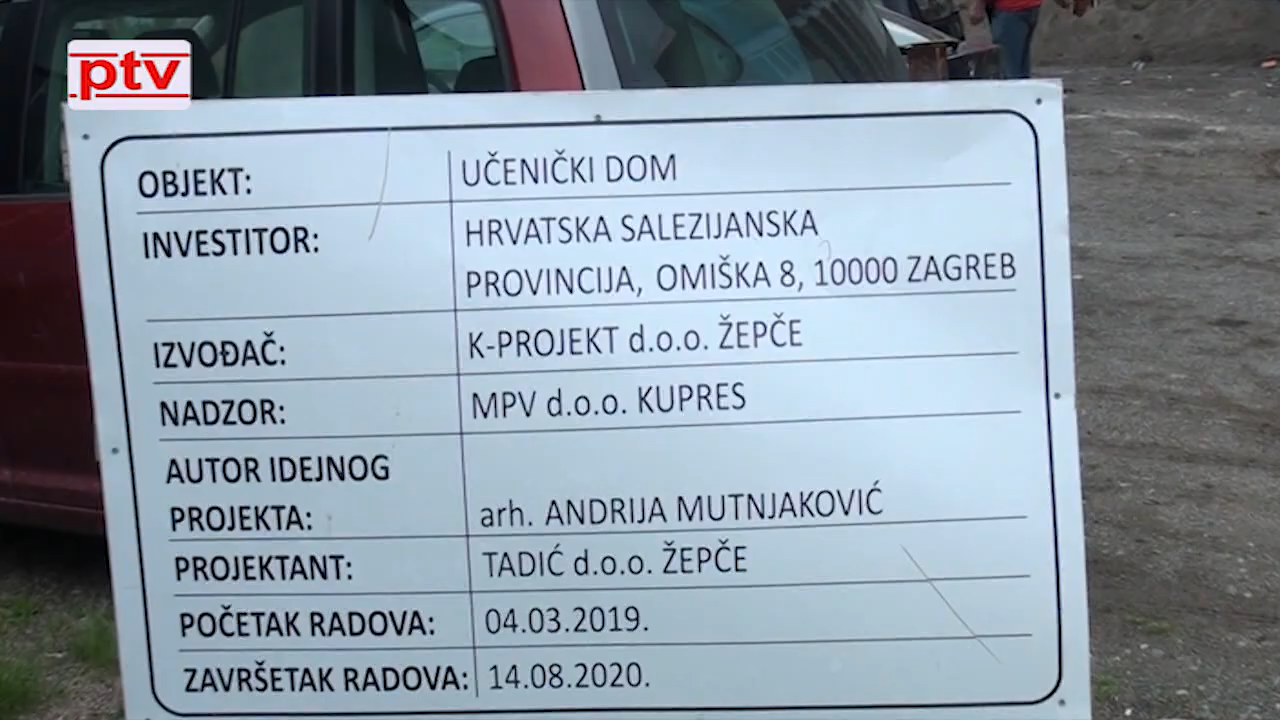 ptv
OBJEKT: UČENIČKI DOM
INVESTITOR: HRVATSKA SALEZIJANSKA
PROVINCIJA, OMIŠKA 8, 10000 ZAGREB
IZVOĐAČ: K-PROJEKT d.o.o. ŽEPČE
NADZOR: MPV d.o.o. KUPRES
AUTOR IDEJNOG
PROJEKTA: arh. ANDRIJA MUTNJAKOVIĆ
PROJEKTANT: TADIĆ d.o.o. ŽEPČE
POČETAK RADOVA: 04.03.2019.
ZAVRŠETAK RADOVA: 14.08.2020.